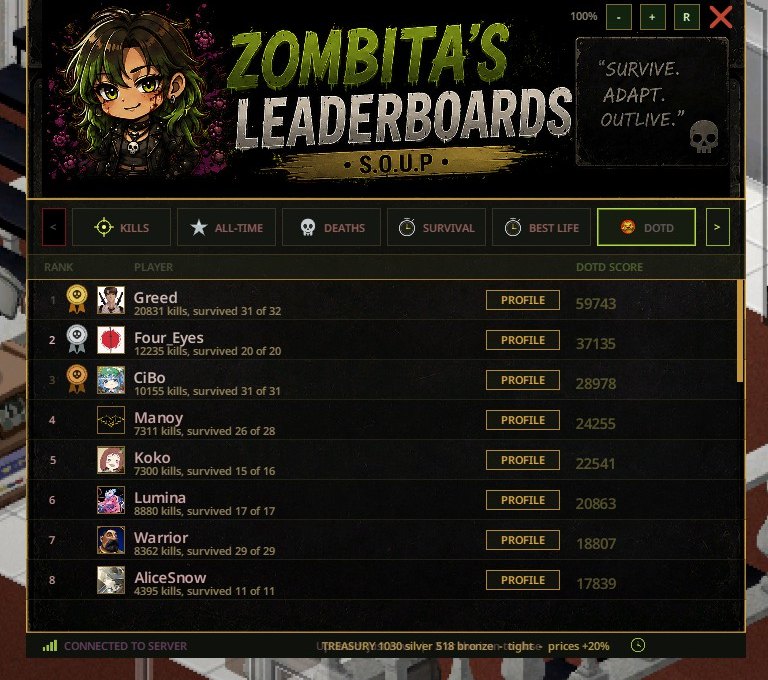 100% - + R
ZOMBITA'S
LEADERBOARDS
• S.O.U.P •
"SURVIVE.
ADAPT.
OUTLIVE."
< KILLS ALL-TIME DEATHS SURVIVAL BEST LIFE DOTD >
RANK PLAYER DOTD SCORE
1 Greed PROFILE 59743
20831 kills, survived 31 of 32
2 Four_Eyes PROFILE 37135
12235 kills, survived 20 of 20
3 CiBo PROFILE 28978
10155 kills, survived 31 of 31
4 Manoy PROFILE 24255
7311 kills, survived 26 of 28
5 Koko PROFILE 22541
7300 kills, survived 15 of 16
6 Lumina PROFILE 20863
8880 kills, survived 17 of 17
7 Warrior PROFILE 18807
8362 kills, survived 29 of 29
8 AliceSnow PROFILE 17839
4395 kills, survived 11 of 11
CONNECTED TO SERVER TREASURY 1030 silver 518 bronze - tight - prices +20%